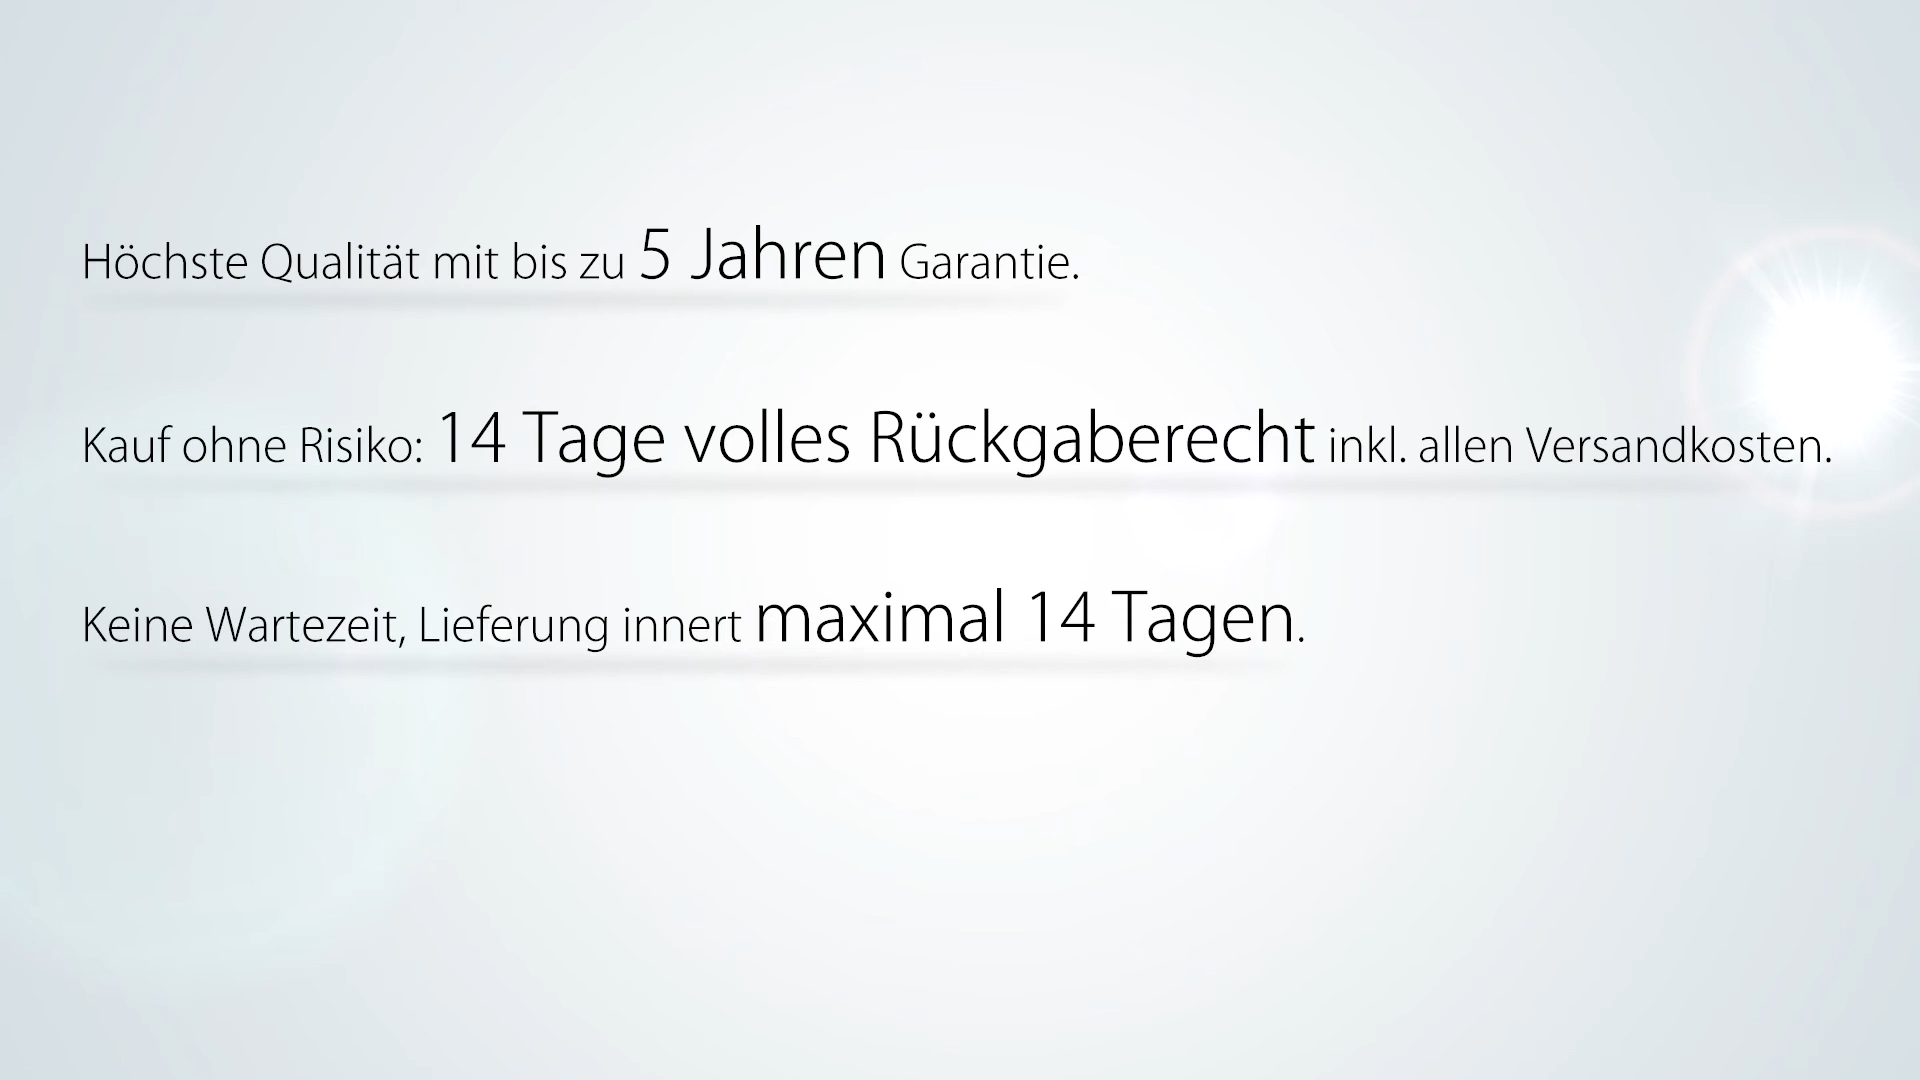 Höchste Qualität mit bis zu 5 Jahren Garantie.
Kauf ohne Risiko: 14 Tage volles Rückgaberecht inkl. allen Versandkosten.
Keine Wartezeit, Lieferung innert maximal 14 Tagen.